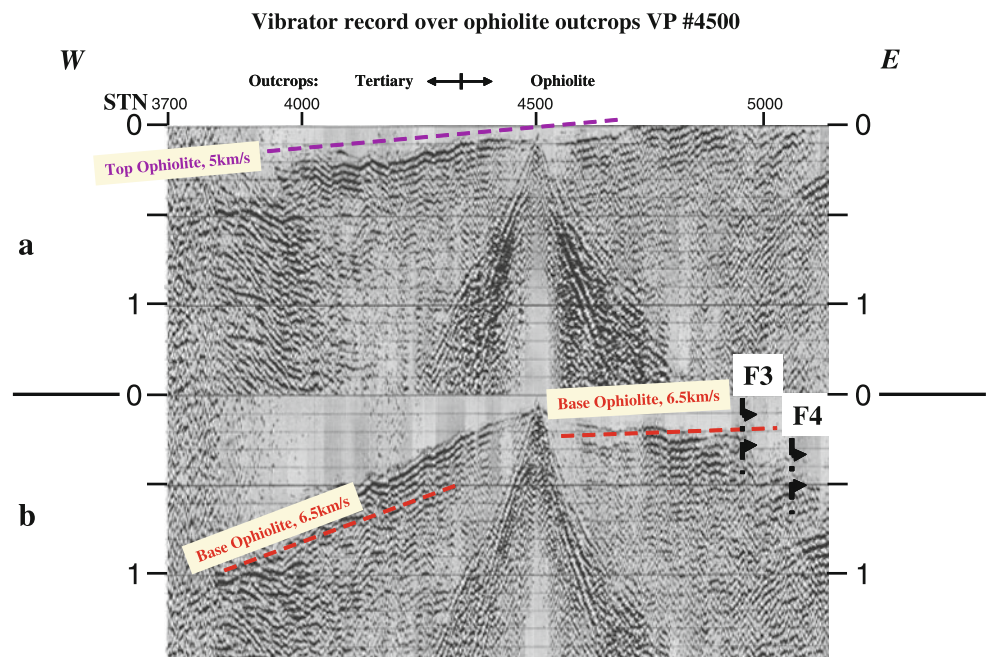 Vibrator record over ophiolite outcrops VP #4500
W
E
Outcrops: Tertiary Ophiolite
STN 3700 4000 4500 5000
0 0
Top Ophiolite, 5km/s
a
1 1
F3
0 0
Base Ophiolite, 6.5km/s
F4
Base Ophiolite, 6.5km/s
b
1 1